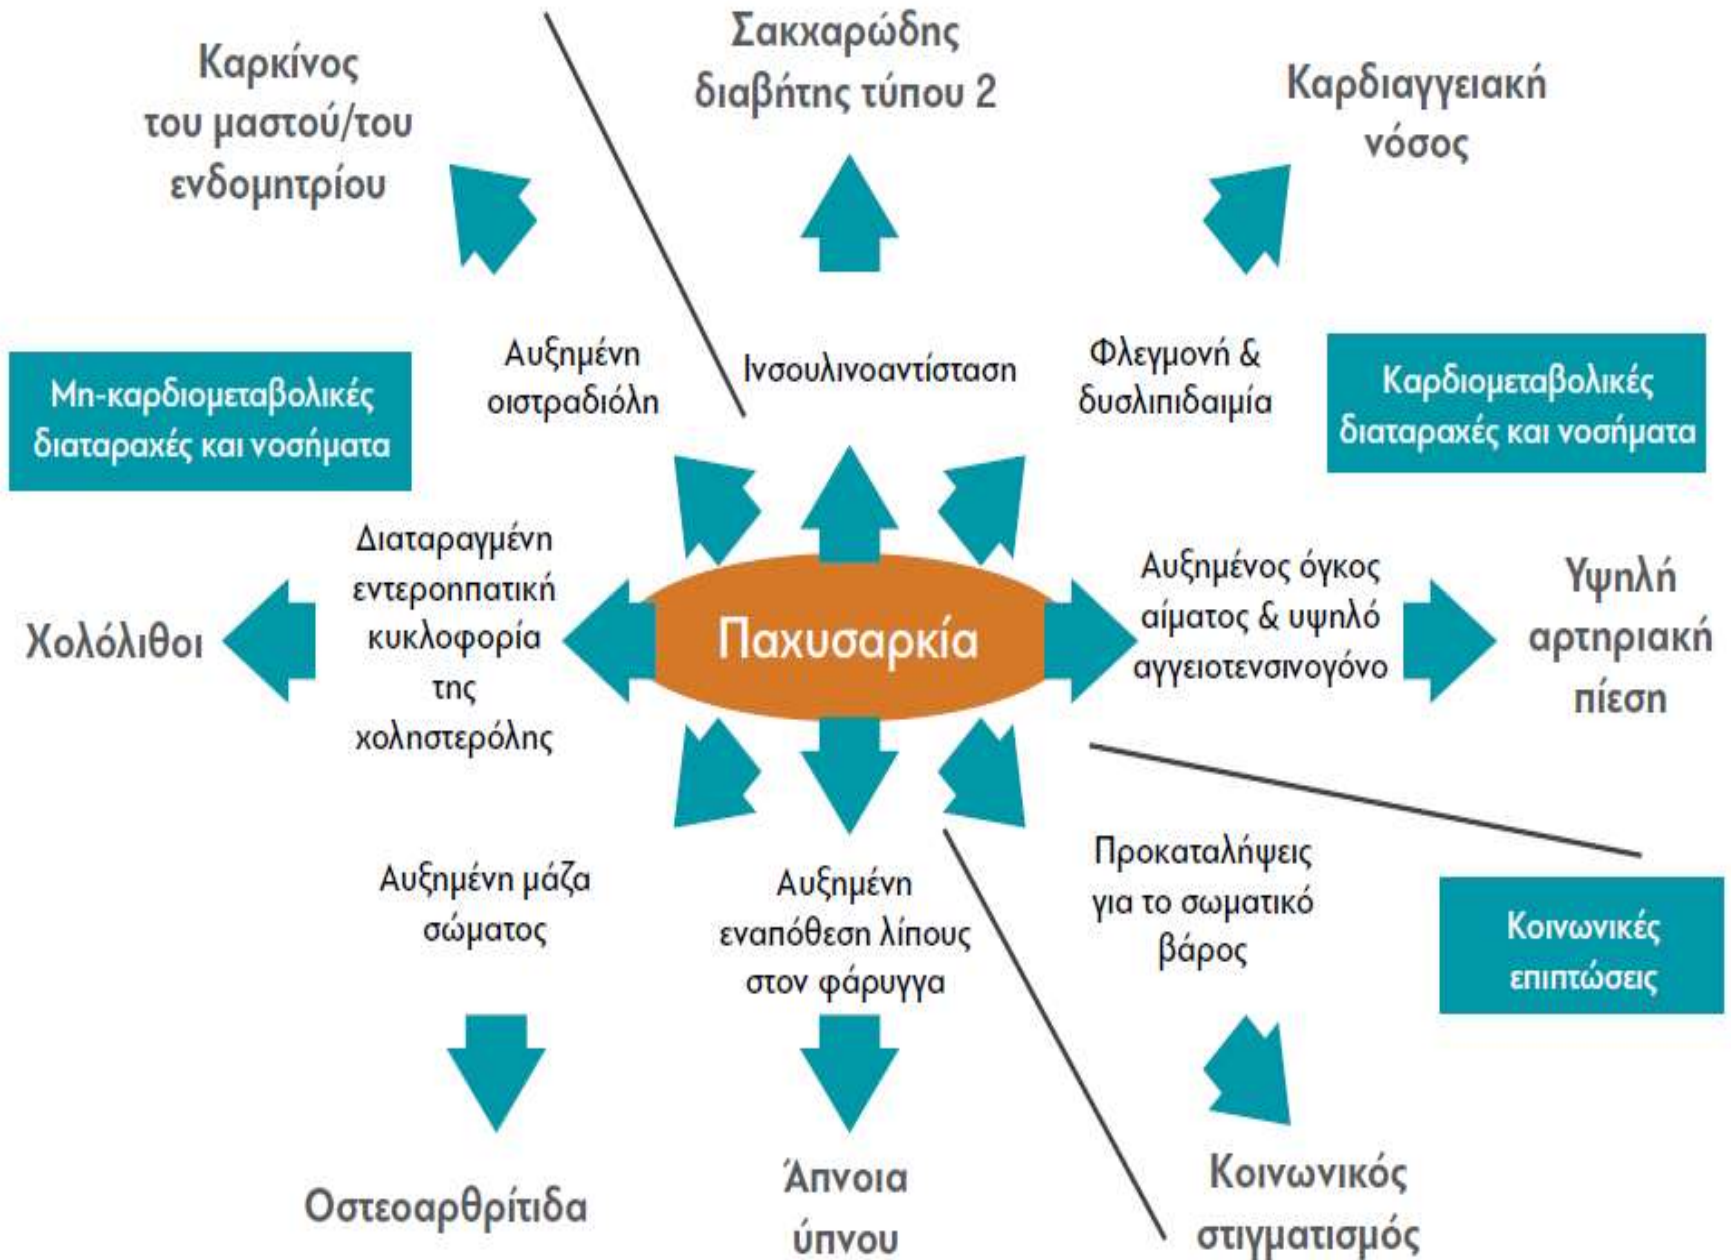 Καρκίνος
του μαστού/του
ενδομητρίου
Σακχαρώδης
διαβήτης τύπου 2
Καρδιαγγειακή
νόσος
Μη-καρδιομεταβολικές
διαταραχές και νοσήματα
Αυξημένη
οιστραδιόλη
Ινσουλινοαντίσταση
Φλεγμονή &
δυσλιπιδαιμία
Καρδιομεταβολικές
διαταραχές και νοσήματα
Χολόλιθοι
Διαταραγμένη
εντεροηπατική
κυκλοφορία
της
χοληστερόλης
Παχυσαρκία
Αυξημένος όγκος
αίματος & υψηλό
αγγειοτενσινογόνο
Υψηλή
αρτηριακή
πίεση
Αυξημένη μάζα
σώματος
Αυξημένη
εναπόθεση λίπους
στον φάρυγγα
Προκαταλήψεις
για το σωματικό
βάρος
Κοινωνικές
επιπτώσεις
Οστεοαρθρίτιδα
Άπνοια
ύπνου
Κοινωνικός
στιγματισμός